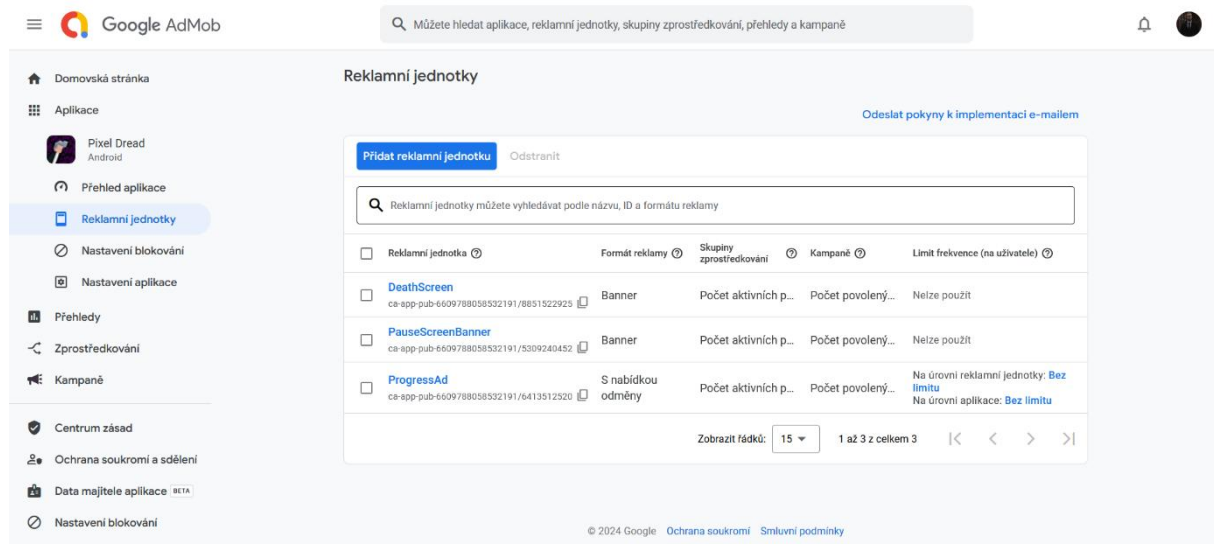 Google AdMob
Můžete hledat aplikace, reklamní jednotky, skupiny zprostředkování, přehledy a kampaně
Domovská stránka
Aplikace
Pixel Dread
Android
Přehled aplikace
Reklamní jednotky
Nastavení blokování
Nastavení aplikace
Přehledy
Zprostředkování
Kampaně
Centrum zásad
Ochrana soukromí a sdělení
Data majitele aplikace BETA
Nastavení blokování
Reklamní jednotky
Odeslat pokyny k implementaci e-mailem
Přidat reklamní jednotku Odstranit
Reklamní jednotky můžete vyhledávat podle názvu, ID a formátu reklamy
Reklamní jednotka Formát reklamy Skupiny zprostředkování Kampaně Limit frekvence (na uživatele)
DeathScreen
ca-app-pub-6609788058532191/8851522925 Banner Počet aktivních p... Počet povolený... Nelze použít
PauseScreenBanner
ca-app-pub-6609788058532191/5309240452 Banner Počet aktivních p... Počet povolený... Nelze použít
ProgressAd
ca-app-pub-6609788058532191/6413512520 S nabídkou odměny Počet aktivních p... Počet povolený... Na úrovni reklamní jednotky: Bez limitu
Na úrovni aplikace: Bez limitu
Zobrazit řádků: 15 1 až 3 z celkem 3
© 2024 Google Ochrana soukromí Smluvní podmínky